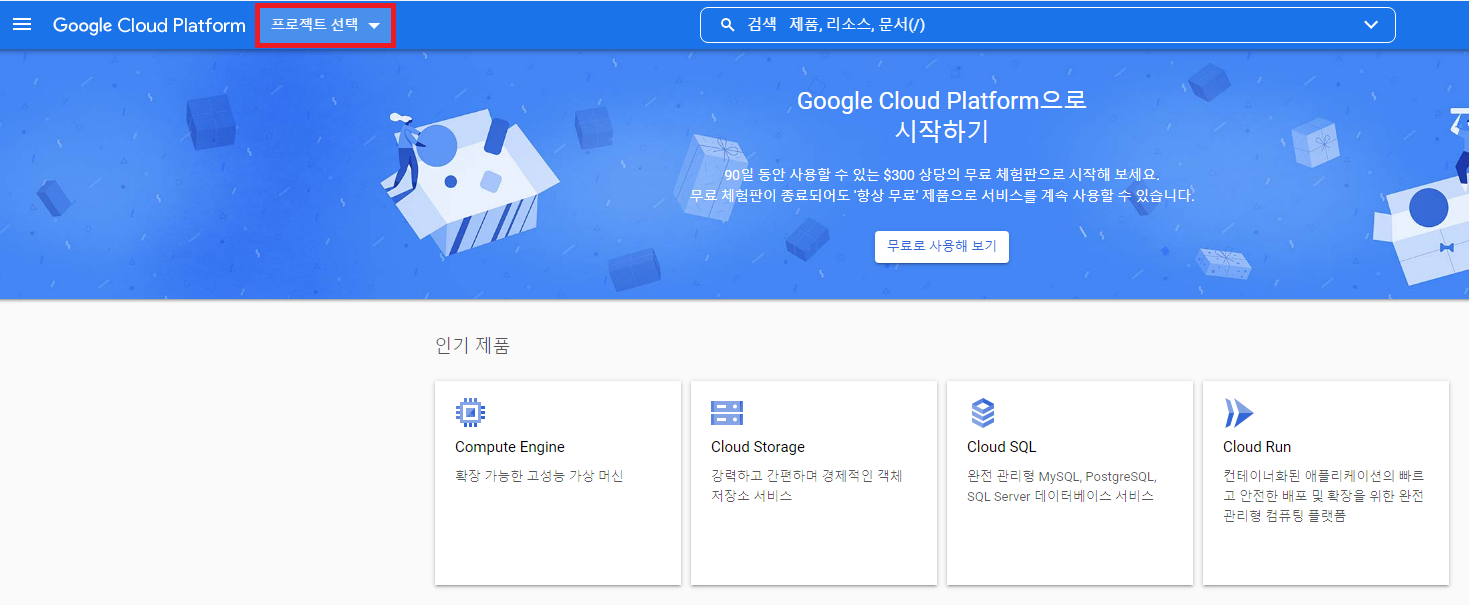 Google Cloud Platform 프로젝트 선택 검색 제품, 리소스, 문서(/)
Google Cloud Platform으로
시작하기
90일 동안 사용할 수 있는 $300 상당의 무료 체험판으로 시작해 보세요.
무료 체험판이 종료되어도 '항상 무료' 제품으로 서비스를 계속 사용할 수 있습니다.
무료로 사용해 보기
인기 제품
Compute Engine
확장 가능한 고성능 가상 머신
Cloud Storage
강력하고 간편하며 경제적인 객체
저장소 서비스
Cloud SQL
완전 관리형 MySQL, PostgreSQL,
SQL Server 데이터베이스 서비스
Cloud Run
컨테이너화된 애플리케이션의 빠르
고 안전한 배포 및 확장을 위한 완전
관리형 컴퓨팅 플랫폼